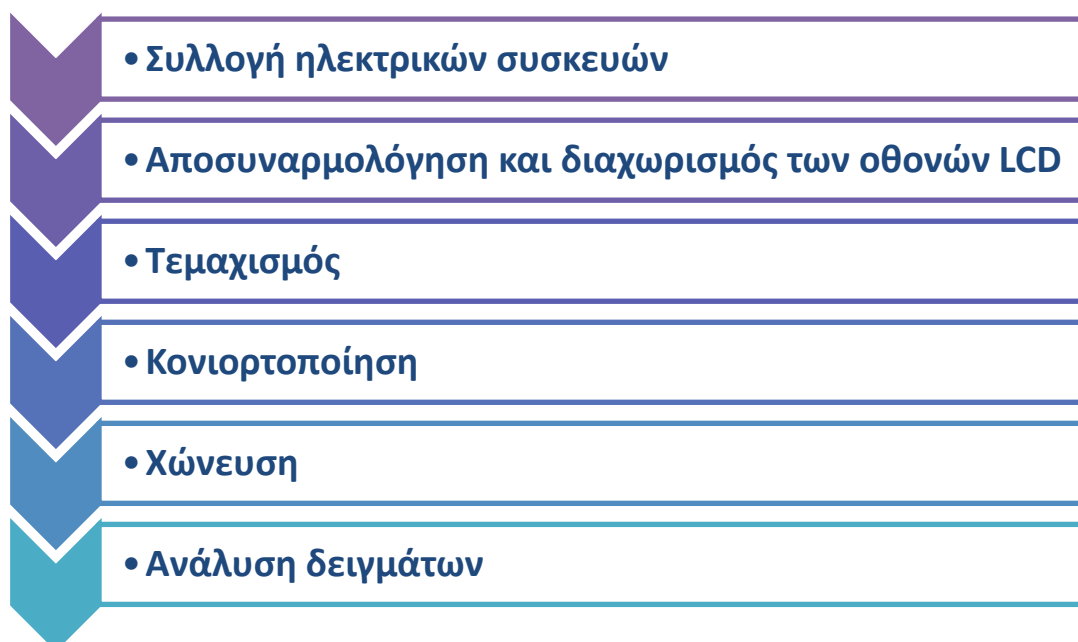 • Συλλογή ηλεκτρικών συσκευών
• Αποσυναρμολόγηση και διαχωρισμός των οθονών LCD
• Τεμαχισμός
• Κονιορτοποίηση
• Χώνευση
• Ανάλυση δειγμάτων